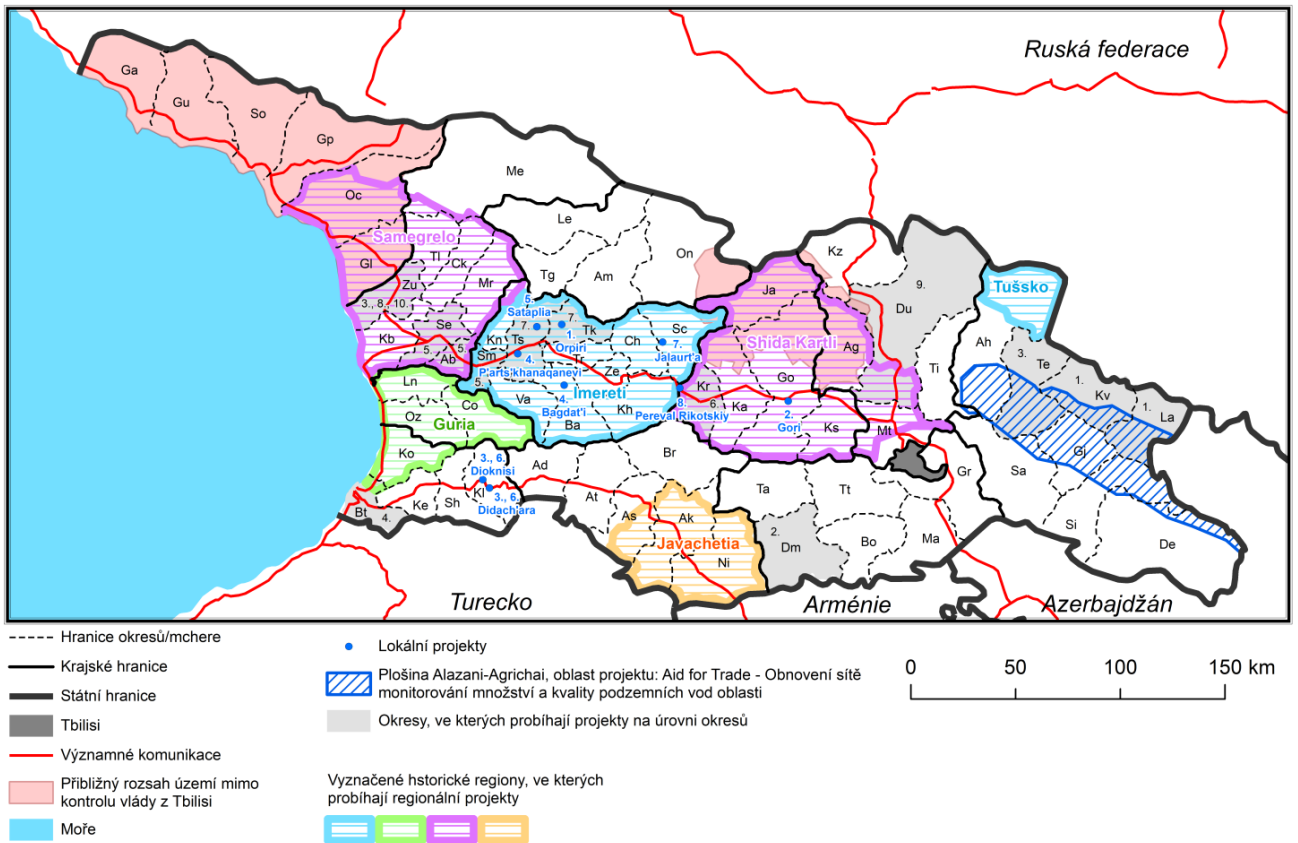 Ruská federace
Ga
Gu
So
Gp
Me
Oc
Le
Samegrelo
Tl
Ck
On
Kz
Gl
Zu
Mr
Tg
Am
Ja
9.
Tušsko
3., 8., 10.
Du
5.
Sataplia
7.
7.
1.
Orpiri
Tk
Se
Kb
5.
5.
Ab
Kn
Ts
Sm
4.
P'arts'khanaqanevi
Tr
Ch
Sc
7.
Jalaurt'a
Shida Kartli
Ag
Ti
Ah
3.
Te
1.
Kv
1.
La
Ln
5.
Va
Ze
Imereti
Kr
Go
Co
Oz
Guria
4.
Bagdat'i
Ba
Kh
8.
Pereval Rikotskiy
6.
Ka
2.
Gori
Ks
Mt
Ko
3., 6.
Dioknisi
Kl
3., 6.
Didach'ara
Ad
Br
Gr
Sa
Gj
Bt
4.
Ke
Sh
At
As
Ak
Ta
Tt
Si
De
Javachetia
Ni
2.
Dm
Bo
Ma
Turecko
Arménie
Azerbajdžán
Hranice okresů/mchere
Krajské hranice
Státní hranice
Tbilisi
Významné komunikace
Přibližný rozsah území mimo
kontrolu vlády z Tbilisi
Moře
Lokální projekty
Plošina Alazani-Agrichai, oblast projektu: Aid for Trade - Obnovení sítě
monitorování množství a kvality podzemních vod oblasti
Okresy, ve kterých probíhají projekty na úrovni okresů
Vyznačené hstorické regiony, ve kterých
probíhají regionální projekty
0 50 100 150 km